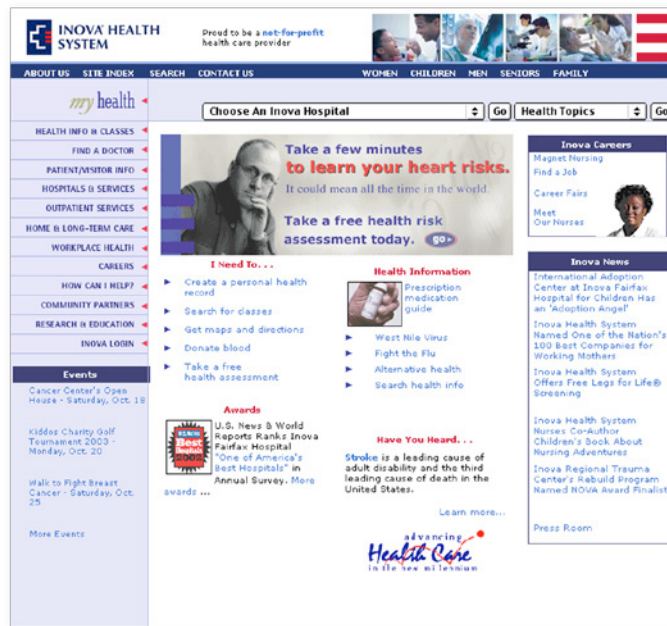 INOVA HEALTH
SYSTEM
Proud to be a not-for-profit
health care provider
ABOUT US SITE INDEX SEARCH CONTACT US WOMEN CHILDREN MEN SENIORS FAMILY
my health
Choose An Inova Hospital Go Health Topics Go
HEALTH INFO & CLASSES
FIND A DOCTOR
PATIENT/VISITOR INFO
HOSPITALS & SERVICES
OUTPATIENT SERVICES
HOME & LONG-TERM CARE
WORKPLACE HEALTH
CAREERS
HOW CAN I HELP?
COMMUNITY PARTNERS
RESEARCH & EDUCATION
INOVA LOGIN
Events
Cancer Center's Open
House - Saturday, Oct. 18
Kiddos Charity Golf
Tournament 2003 -
Monday, Oct. 20
Walk to Fight Breast
Cancer - Saturday, Oct.
25
More Events
Take a few minutes
to learn your heart risks.
It could mean all the time in the world.
Take a free health risk
assessment today. go
I Need To...
Create a personal health
record
Search for classes
Get maps and directions
Donate blood
Take a free
health assessment
Health Information
Prescription
medication
guide
West Nile Virus
Fight the Flu
Alternative health
Search health info
Awards
Best
Hospitals
2002
U.S. News & World
Reports Ranks Inova
Fairfax Hospital
"One of America's
Best Hospitals" in
Annual Survey. More
awards ...
Have You Heard...
Stroke is a leading cause of
adult disability and the third
leading cause of death in the
United States.
Learn more...
advancing
Health Care
in the new millennium
Inova Careers
Magnet Nursing
Find a Job
Career Fairs
Meet
Our Nurses
Inova News
International Adoption
Center at Inova Fairfax
Hospital for Children Has
an 'Adoption Angel'
Inova Health System
Named One of the Nation's
100 Best Companies for
Working Mothers
Inova Health System
Offers Free Legs for Life®
Screening
Inova Health System
Nurses Co-Author
Children's Book About
Nursing Adventures
Inova Regional Trauma
Center's Rebuild Program
Named NOVA Award Finalist
Press Room